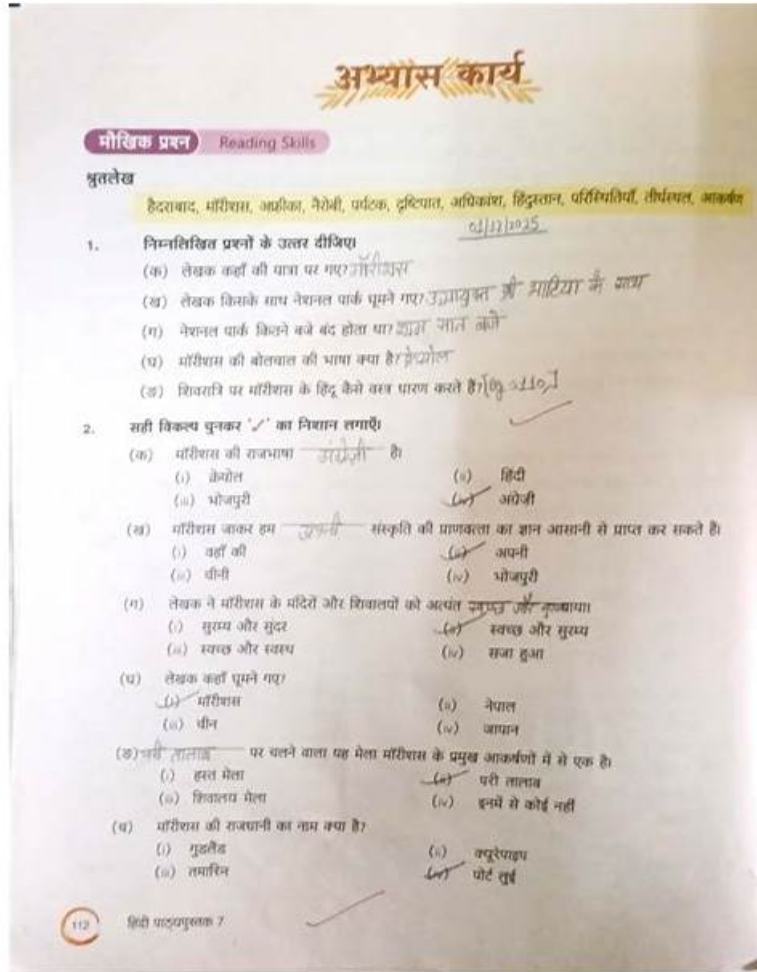 अभ्यास कार्य
मौखिक प्रश्न Reading Skills
श्रुतलेख
हैदराबाद, मॉरीशस, अफ्रीका, नैरोबी, पर्यटक, दृष्टिपात, अधिकांश, हिंदुस्तान, परिस्थितियाँ, तीर्थस्थल, आकर्षण
1. निम्नलिखित प्रश्नों के उत्तर दीजिए।
(क) लेखक कहाँ की यात्रा पर गए? मॉरीशस
(ख) लेखक किसके साथ नेशनल पार्क घूमने गए? उच्चायुक्त श्री भाटिया के साथ
(ग) नेशनल पार्क कितने बजे बंद होता था? शाम सात बजे
(घ) मॉरीशस की बोलचाल की भाषा क्या है? क्रेयोल
(ङ) शिवरात्रि पर मॉरीशस के हिंदू कैसे वस्त्र धारण करते हैं?
2. सही विकल्प चुनकर '✓' का निशान लगाएँ।
(क) मॉरीशस की राजभाषा अंग्रेज़ी है।
(i) क्रेयोल (ii) हिंदी
(iii) भोजपुरी (iv) अंग्रेजी
(ख) मॉरीशस जाकर हम अपनी संस्कृति की प्राणवत्ता का ज्ञान आसानी से प्राप्त कर सकते हैं।
(i) वहाँ की (ii) अपनी
(iii) चीनी (iv) भोजपुरी
(ग) लेखक ने मॉरीशस के मंदिरों और शिवालयों को अत्यंत स्वच्छ और पाया।
(i) सुरम्य और सुंदर (ii) स्वच्छ और सुरम्य
(iii) स्वच्छ और स्वस्थ (iv) सजा हुआ
(घ) लेखक कहाँ घूमने गए?
(i) मॉरीशस (ii) नेपाल
(iii) चीन (iv) जापान
(ङ) तालाब पर चलने वाला यह मेला मॉरीशस के प्रमुख आकर्षणों में से एक है।
(i) हस्त मेला (ii) परी तालाब
(iii) शिवालय मेला (iv) इनमें से कोई नहीं
(च) मॉरीशस की राजधानी का नाम क्या है?
(i) गुडलैंड (ii) क्यूरेपाइप
(iii) तमारिन (iv) पोर्ट लुई
112 हिंदी पाठ्यपुस्तक 7